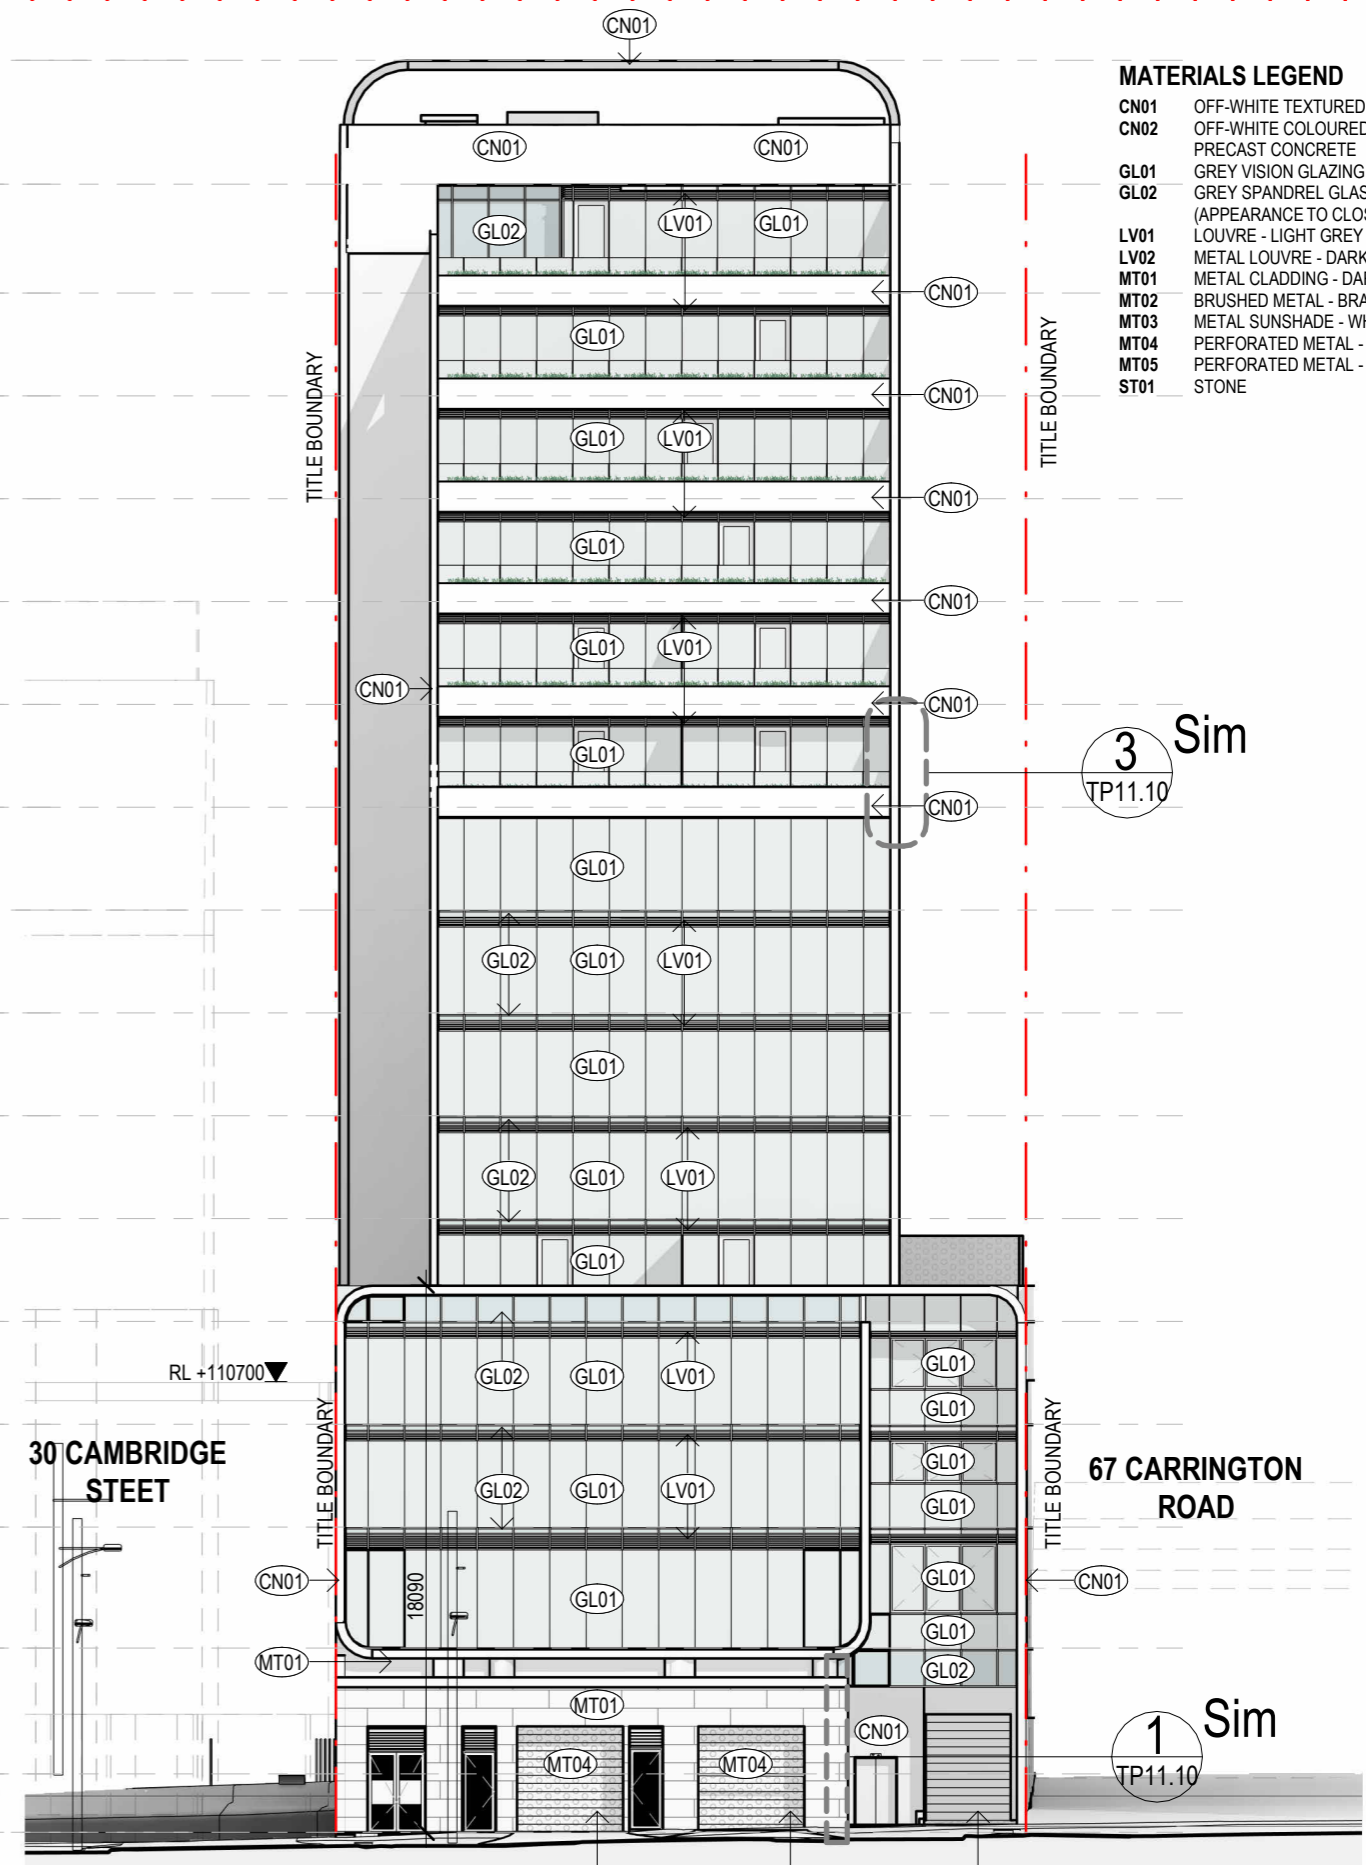 CN01
MATERIALS LEGEND
CN01 OFF-WHITE TEXTURED
CN02 OFF-WHITE COLOURED
PRECAST CONCRETE
GL01 GREY VISION GLAZING
GL02 GREY SPANDREL GLAS
(APPEARANCE TO CLOS
LV01 LOUVRE - LIGHT GREY
LV02 METAL LOUVRE - DARK
MT01 METAL CLADDING - DA
MT02 BRUSHED METAL - BRA
MT03 METAL SUNSHADE - WH
MT04 PERFORATED METAL -
MT05 PERFORATED METAL -
ST01 STONE
CN01 CN01
GL02 LV01 GL01
CN01
GL01
TITLE BOUNDARY
TITLE BOUNDARY
CN01
GL01 LV01
CN01
GL01
CN01
GL01 LV01
CN01
CN01
GL01
3 Sim
TP11.10
CN01
GL01
GL02 GL01 LV01
GL01
GL02 GL01 LV01
GL01
RL +110700
GL02 GL01 LV01
GL01
GL01
30 CAMBRIDGE
STEET
TITLE BOUNDARY
TITLE BOUNDARY
67 CARRINGTON
ROAD
GL02 GL01 LV01
GL01
GL01
CN01
18090
GL01
GL01
CN01
GL01
MT01
GL02
MT01
CN01
MT04 MT04
1 Sim
TP11.10